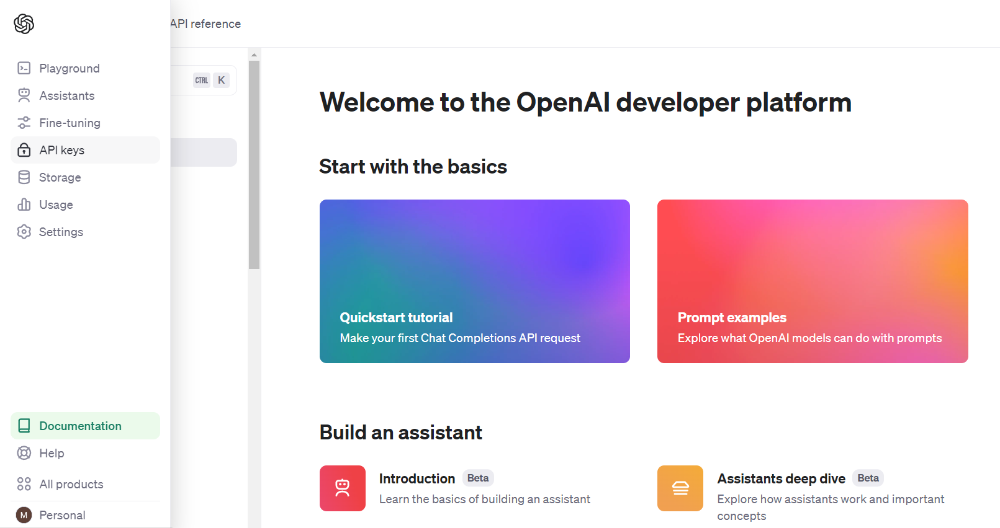 API reference
Playground
Assistants
Fine-tuning
API keys
Storage
Usage
Settings
Documentation
Help
All products
M Personal
CTRL K
Welcome to the OpenAI developer platform
Start with the basics
Quickstart tutorial
Make your first Chat Completions API request
Prompt examples
Explore what OpenAI models can do with prompts
Build an assistant
Introduction Beta
Learn the basics of building an assistant
Assistants deep dive Beta
Explore how assistants work and important
concepts